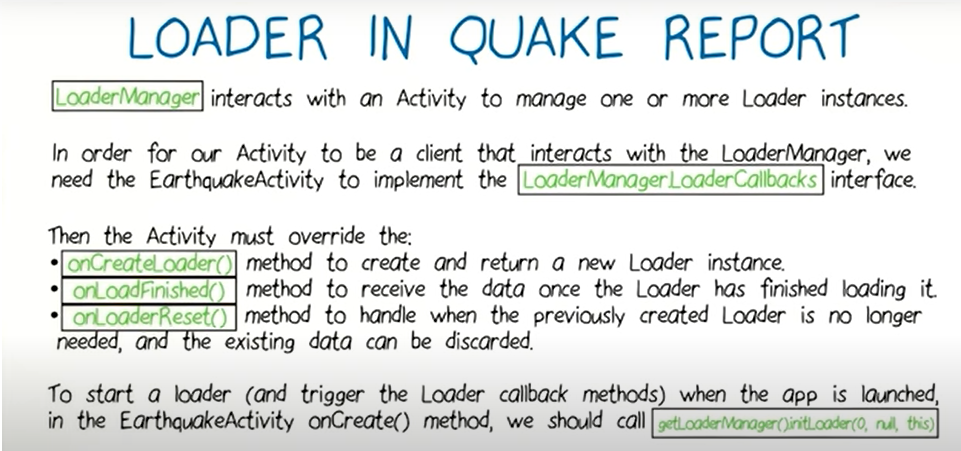 LOADER IN QUAKE REPORT
LoaderManager interacts with an Activity to manage one or more Loader instances.
In order for our Activity to be a client that interacts with the LoaderManager, we
need the EarthquakeActivity to implement the LoaderManager.LoaderCallbacks interface.
Then the Activity must override the:
• onCreateLoader() method to create and return a new Loader instance.
• onLoadFinished() method to receive the data once the Loader has finished loading it.
• onLoaderReset() method to handle when the previously created Loader is no longer
needed, and the existing data can be discarded.
To start a loader (and trigger the Loader callback methods) when the app is launched,
in the EarthquakeActivity onCreate() method, we should call getLoaderManager().initLoader(0, null, this)